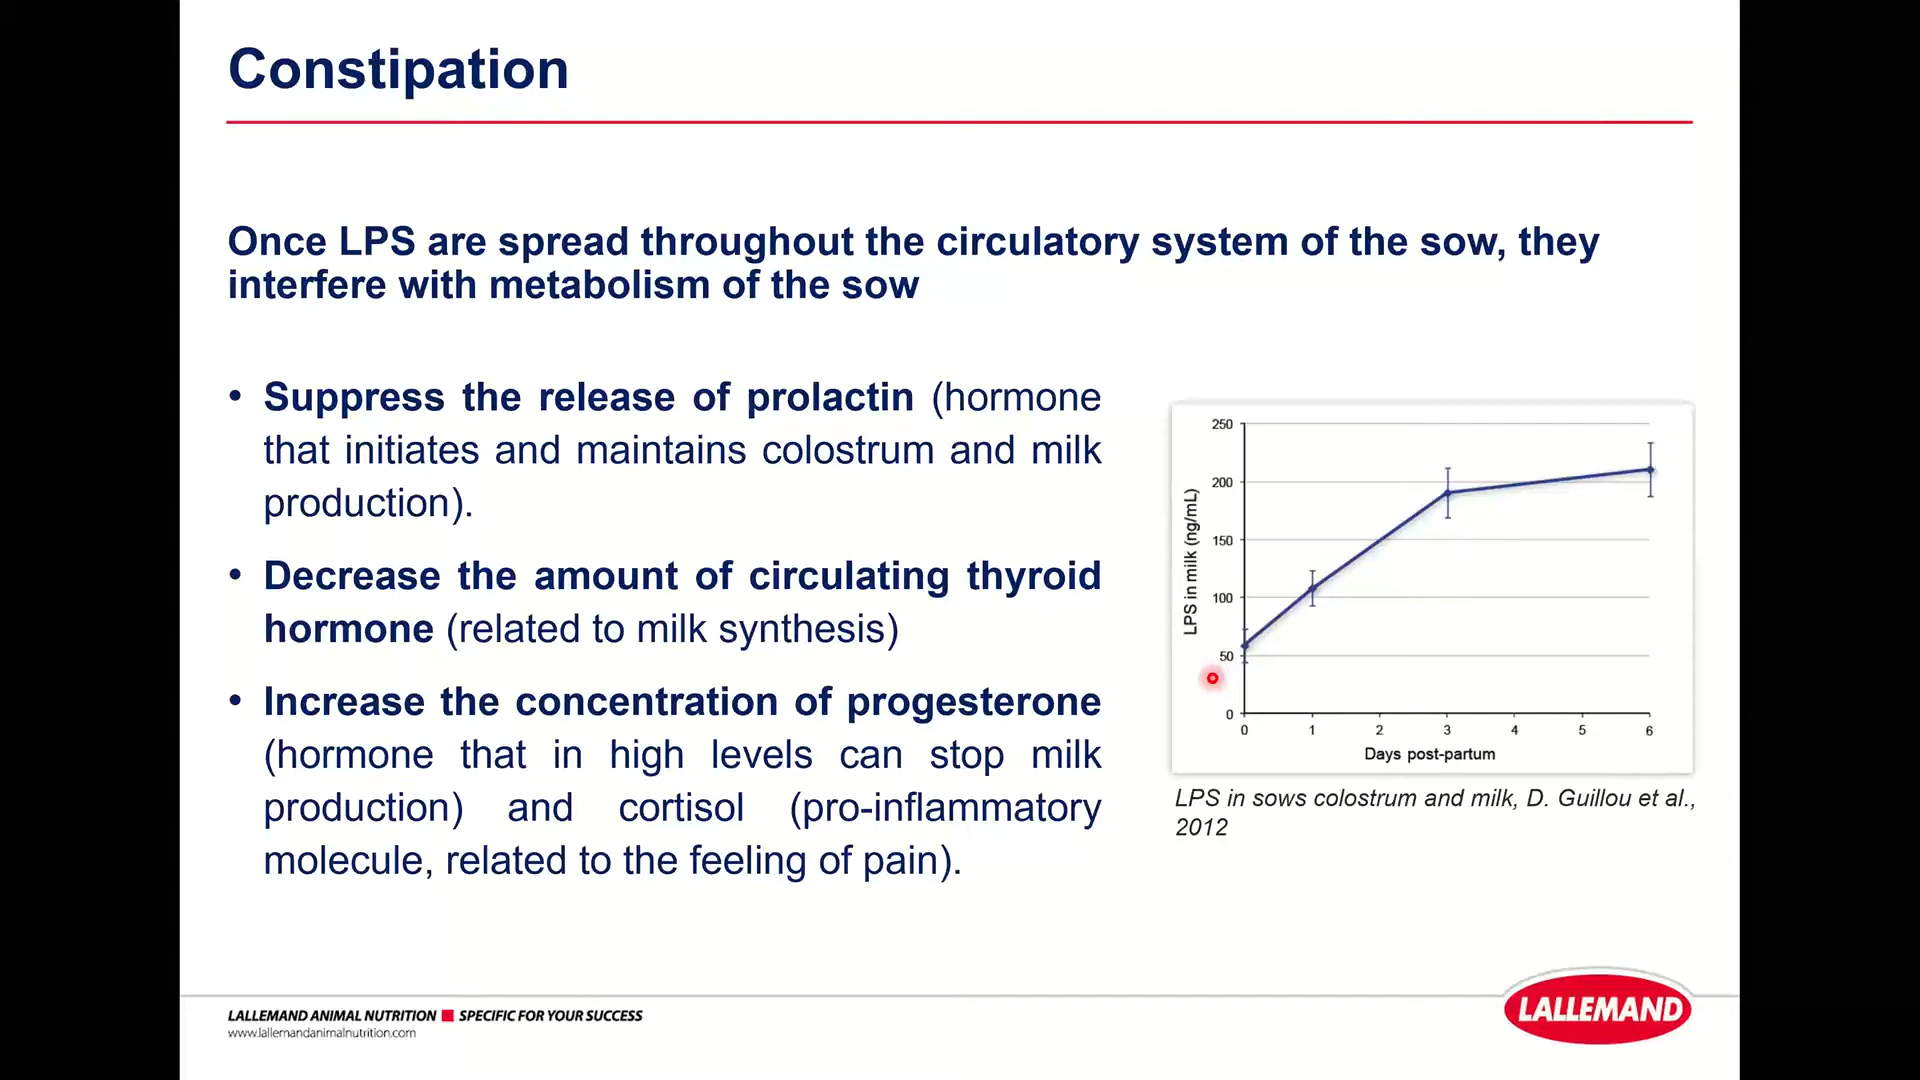 Constipation
Once LPS are spread throughout the circulatory system of the sow, they
interfere with metabolism of the sow
• Suppress the release of prolactin (hormone
that initiates and maintains colostrum and milk
production).
• Decrease the amount of circulating thyroid
hormone (related to milk synthesis)
• Increase the concentration of progesterone
(hormone that in high levels can stop milk
production) and cortisol (pro-inflammatory
molecule, related to the feeling of pain).
250
200
150
100
50
0
LPS in milk (ng/mL)
0 1 2 3 4 5 6
Days post-partum
LPS in sows colostrum and milk, D. Guillou et al.,
2012
LALLEMAND ANIMAL NUTRITION SPECIFIC FOR YOUR SUCCESS
www.lallemandanimalnutrition.com
LALLEMAND